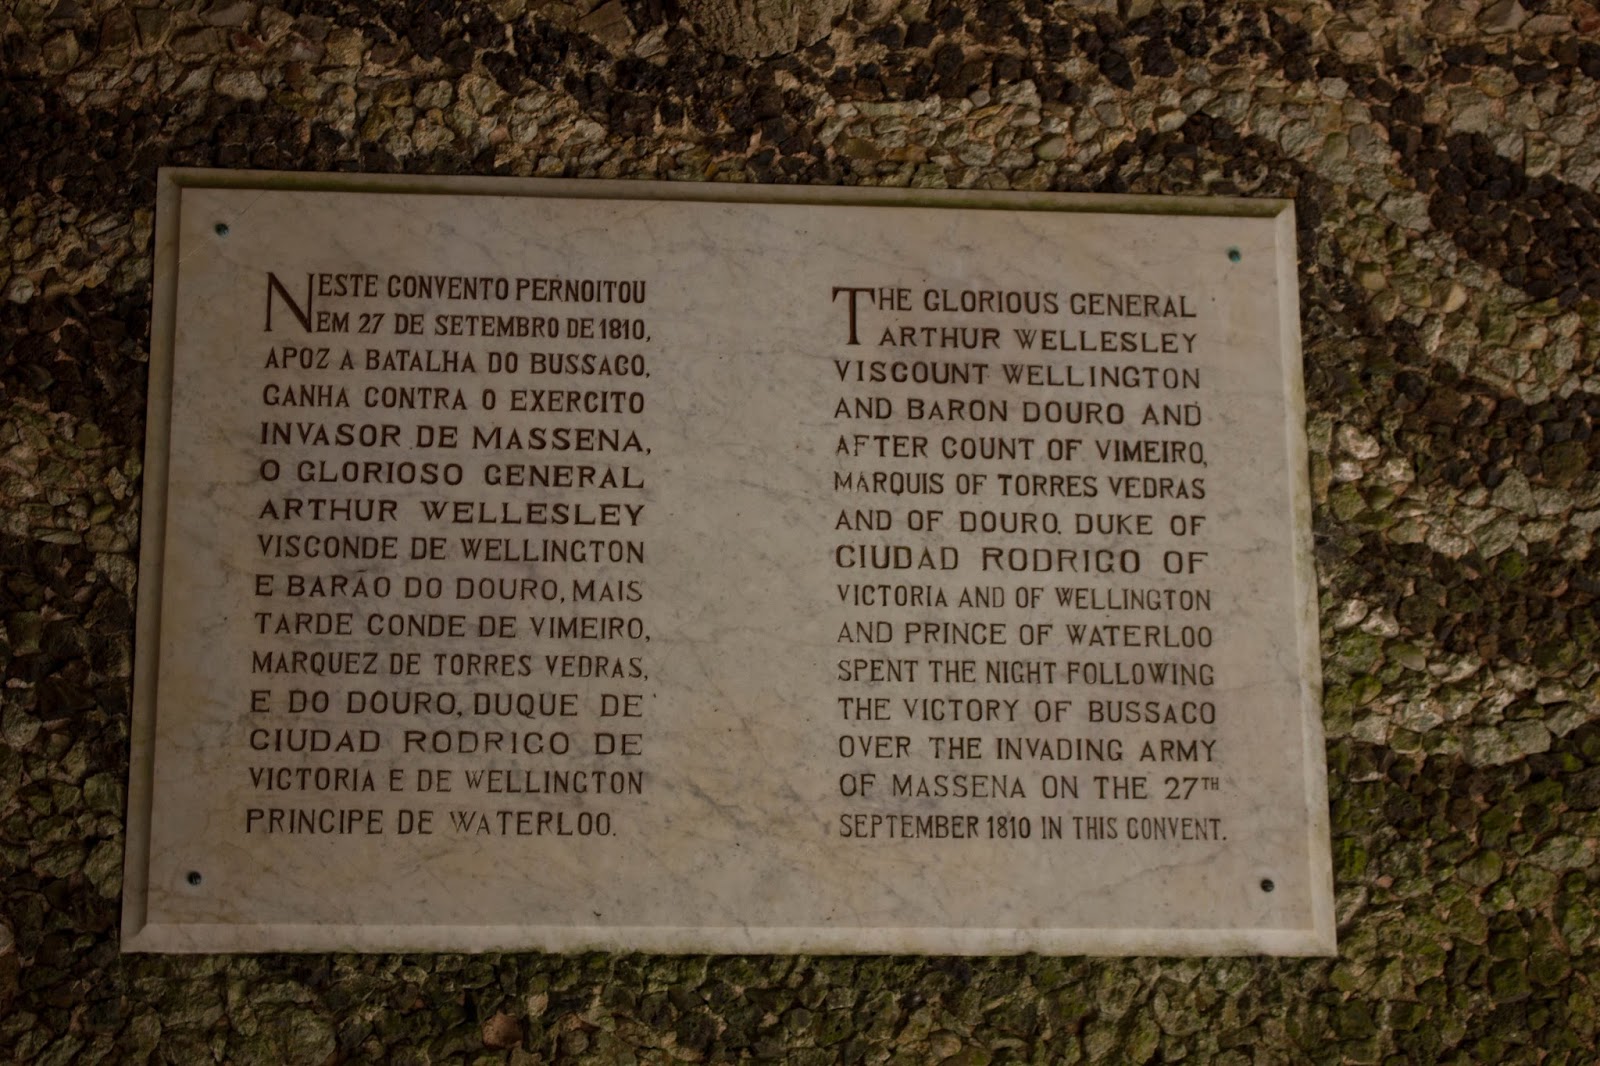 NESTE CONVENTO PERNOITOU
EM 27 DE SETEMBRO DE 1810,
APOZ A BATALHA DO BUSSACO,
GANHA CONTRA O EXERCITO
INVASOR DE MASSENA,
O GLORIOSO GENERAL
ARTHUR WELLESLEY
VISCONDE DE WELLINGTON
E BARÃO DO DOURO, MAIS
TARDE CONDE DE VIMEIRO,
MARQUEZ DE TORRES VEDRAS,
E DO DOURO, DUQUE DE
CIUDAD RODRIGO DE
VICTORIA E DE WELLINGTON
PRINCIPE DE WATERLOO.
THE GLORIOUS GENERAL
ARTHUR WELLESLEY
VISCOUNT WELLINGTON
AND BARON DOURO AND
AFTER COUNT OF VIMEIRO,
MARQUIS OF TORRES VEDRAS
AND OF DOURO. DUKE OF
CIUDAD RODRIGO OF
VICTORIA AND OF WELLINGTON
AND PRINCE OF WATERLOO
SPENT THE NIGHT FOLLOWING
THE VICTORY OF BUSSACO
OVER THE INVADING ARMY
OF MASSENA ON THE 27TH
SEPTEMBER 1810 IN THIS CONVENT.